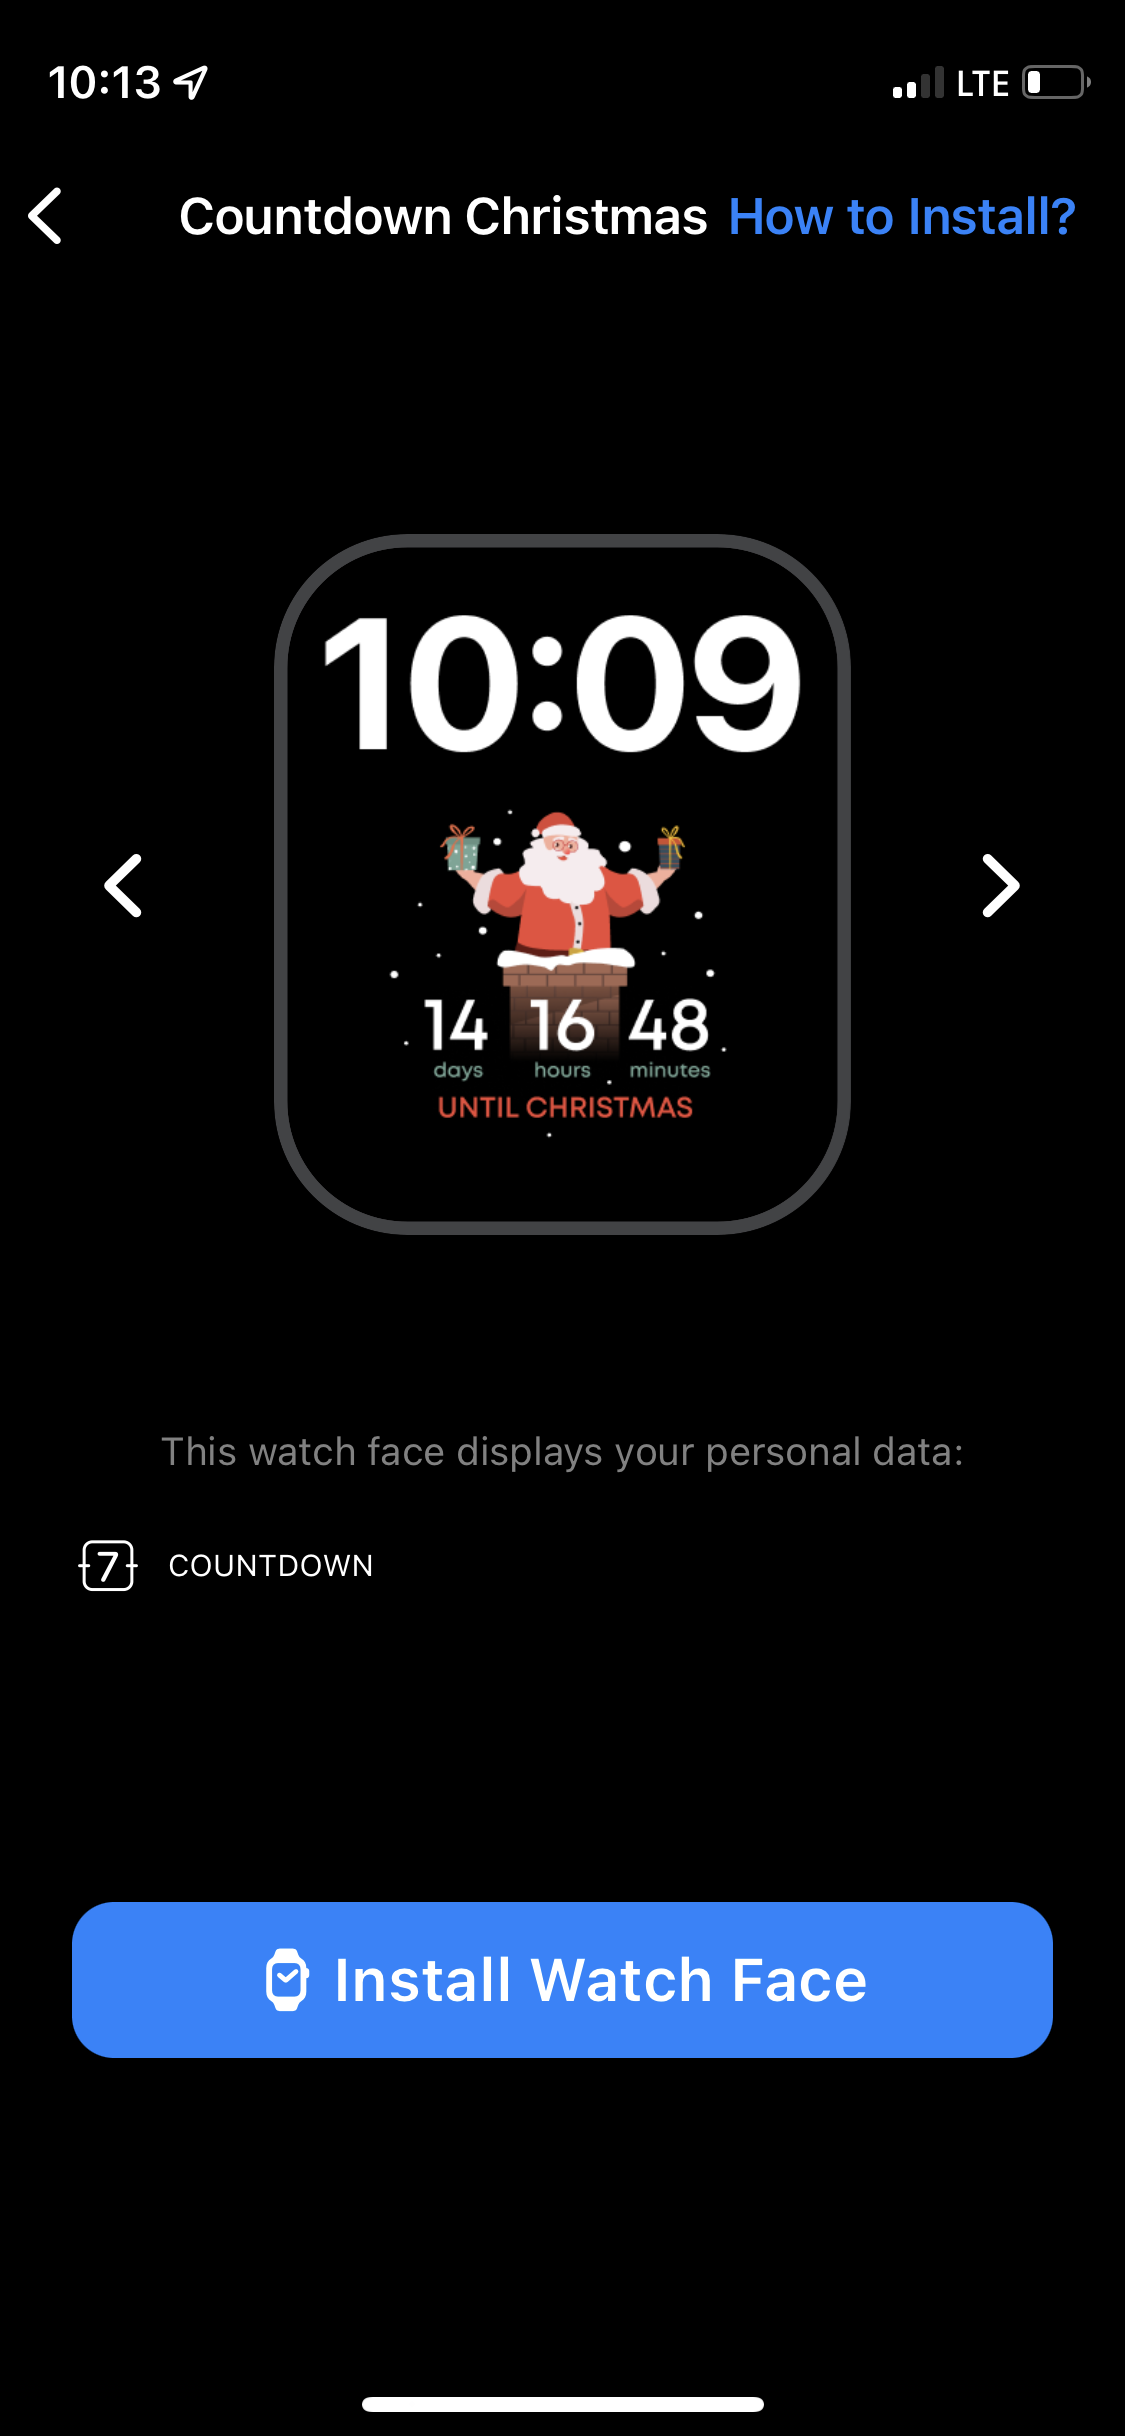 10:13 LTE
Countdown Christmas How to Install?
10:09
14 16 48
days hours minutes
UNTIL CHRISTMAS
This watch face displays your personal data:
7 COUNTDOWN
Install Watch Face